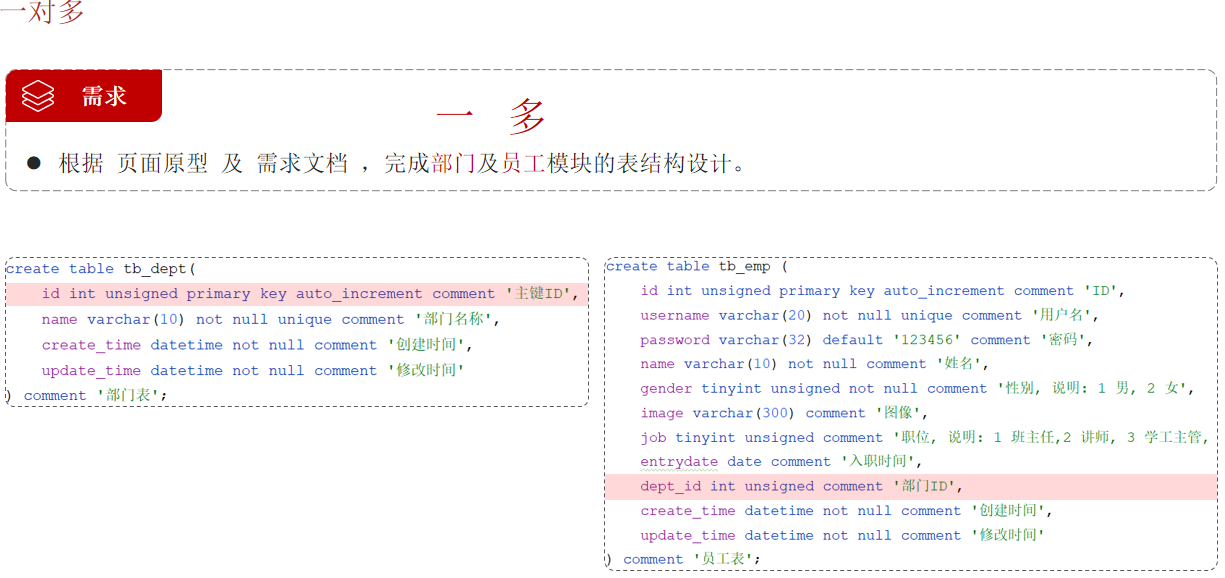 一对多
需求
一 多
● 根据 页面原型 及 需求文档 ，完成部门及员工模块的表结构设计。
create table tb_dept(
id int unsigned primary key auto_increment comment '主键ID',
name varchar(10) not null unique comment '部门名称',
create_time datetime not null comment '创建时间',
update_time datetime not null comment '修改时间'
) comment '部门表';
create table tb_emp (
id int unsigned primary key auto_increment comment 'ID',
username varchar(20) not null unique comment '用户名',
password varchar(32) default '123456' comment '密码',
name varchar(10) not null comment '姓名',
gender tinyint unsigned not null comment '性别, 说明: 1 男, 2 女',
image varchar(300) comment '图像',
job tinyint unsigned comment '职位, 说明: 1 班主任,2 讲师, 3 学工主管,
entrydate date comment '入职时间',
dept_id int unsigned comment '部门ID',
create_time datetime not null comment '创建时间',
update_time datetime not null comment '修改时间'
) comment '员工表';